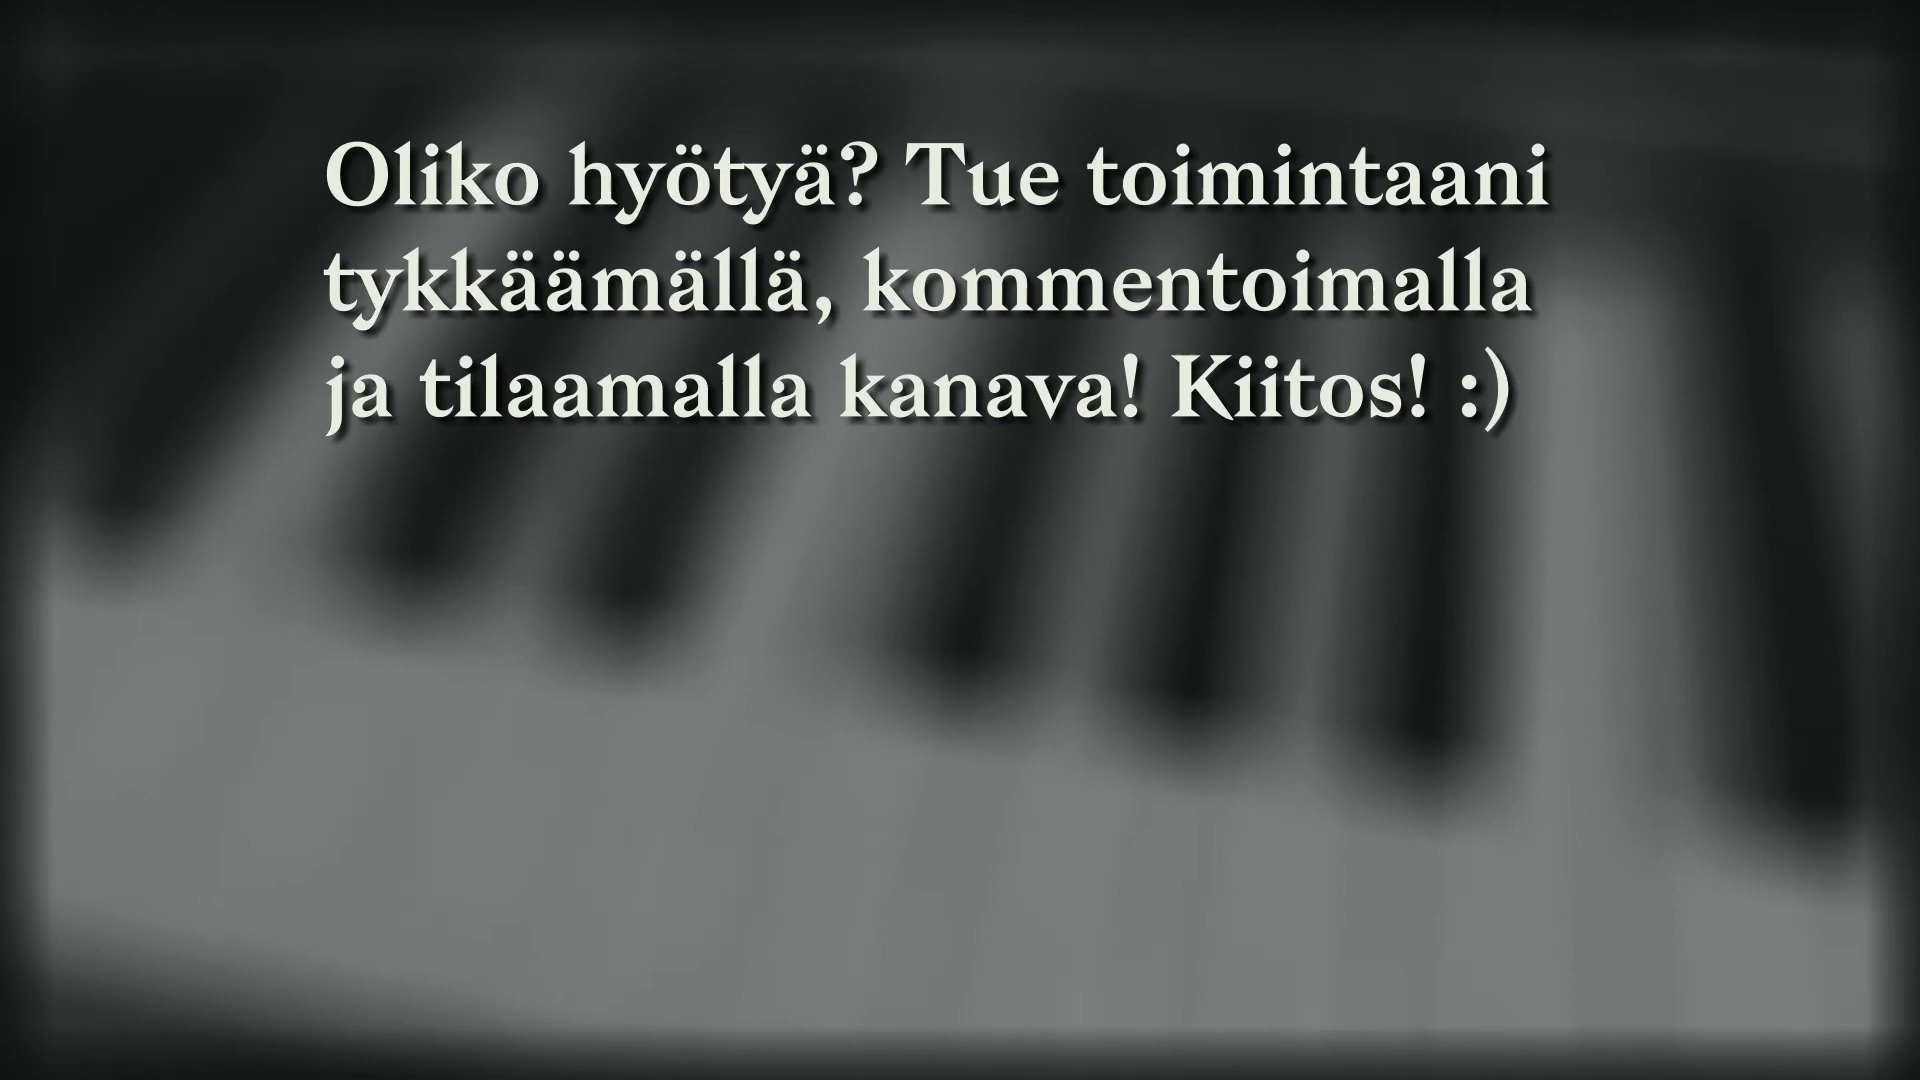 Oliko hyötyä? Tue toimintaani
tykkäämällä, kommentoimalla
ja tilaamalla kanava! Kiitos! :)